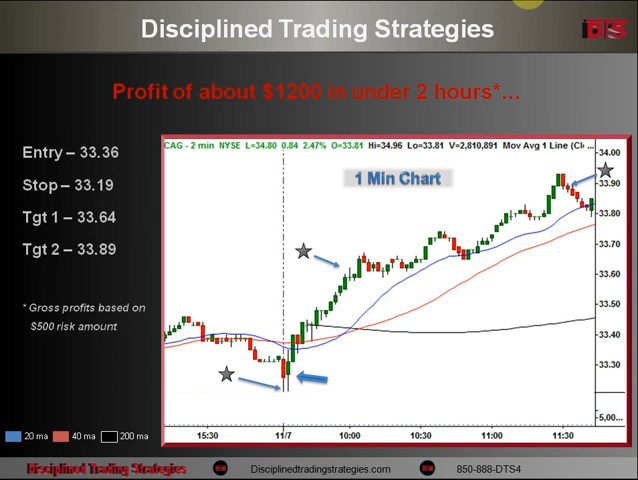 Disciplined Trading Strategies
DTS
Profit of about $1200 in under 2 hours*…
Entry – 33.36
Stop – 33.19
Tgt 1 – 33.64
Tgt 2 – 33.89
* Gross profits based on
$500 risk amount
20 ma
40 ma
200 ma
CAG - 2 min NYSE L=34.80 0.84 2.47% O=33.81 Hi=34.96 Lo=33.81 V=2,810,891 Mov Avg 1 Line (Cl‹ ...
1 Min Chart
34.00
33.90
33.80
33.70
33.60
33.50
33.40
33.30
5,00...
15:30
11/7
10:00
10:30
11:00
11:30
Disciplined Trading Strategies
Disciplinedtradingstrategies.com
850-888-DTS4